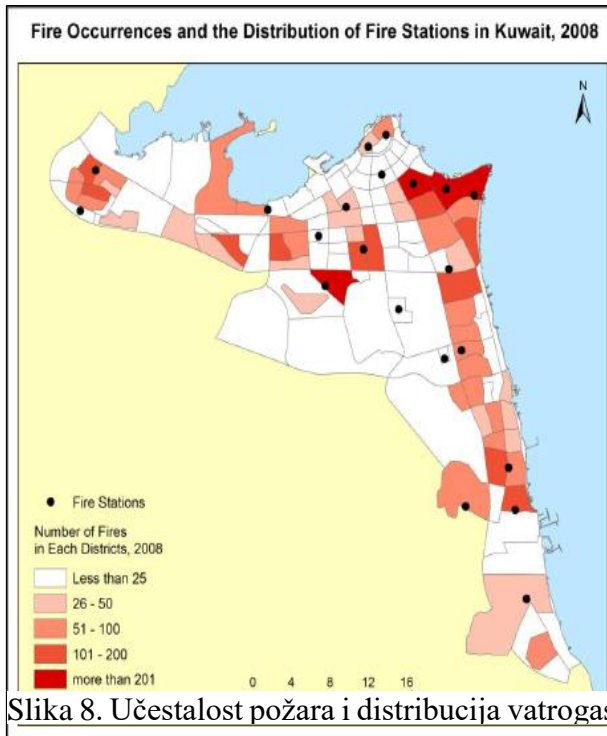 Fire Occurrences and the Distribution of Fire Stations in Kuwait, 2008
N
Fire Stations
Number of Fires
in Each Districts, 2008
Less than 25
26 - 50
51 - 100
101 - 200
more than 201
0 4 8 12 16
Slika 8. Učestalost požara i distribucija vatrogas